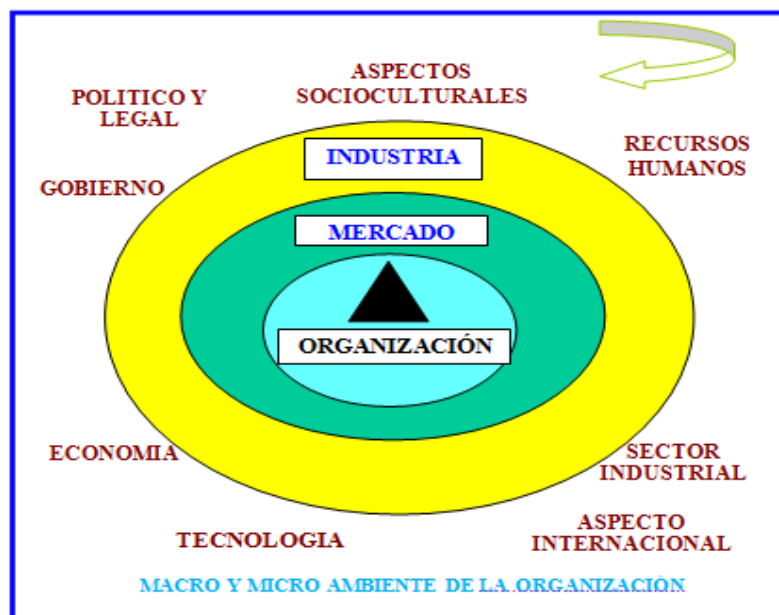 ASPECTOS
SOCIOCULTURALES
POLITICO Y
LEGAL
RECURSOS
HUMANOS
INDUSTRIA
GOBIERNO
MERCADO
ORGANIZACIÓN
ECONOMIA
SECTOR
INDUSTRIAL
TECNOLOGIA
ASPECTO
INTERNACIONAL
MACRO Y MICRO AMBIENTE DE LA ORGANIZACIÓN